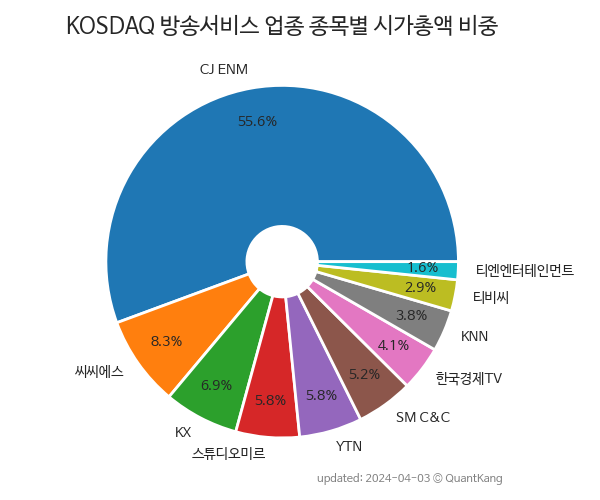 KOSDAQ 방송서비스 업종 종목별 시가총액 비중
CJ ENM
55.6%
1.6%
티엔엔터테인먼트
2.9%
티비씨
3.8%
KNN
4.1%
한국경제TV
5.2%
SM C&C
5.8%
YTN
5.8%
스튜디오미르
6.9%
KX
8.3%
씨씨에스
updated: 2024-04-03 © QuantKang